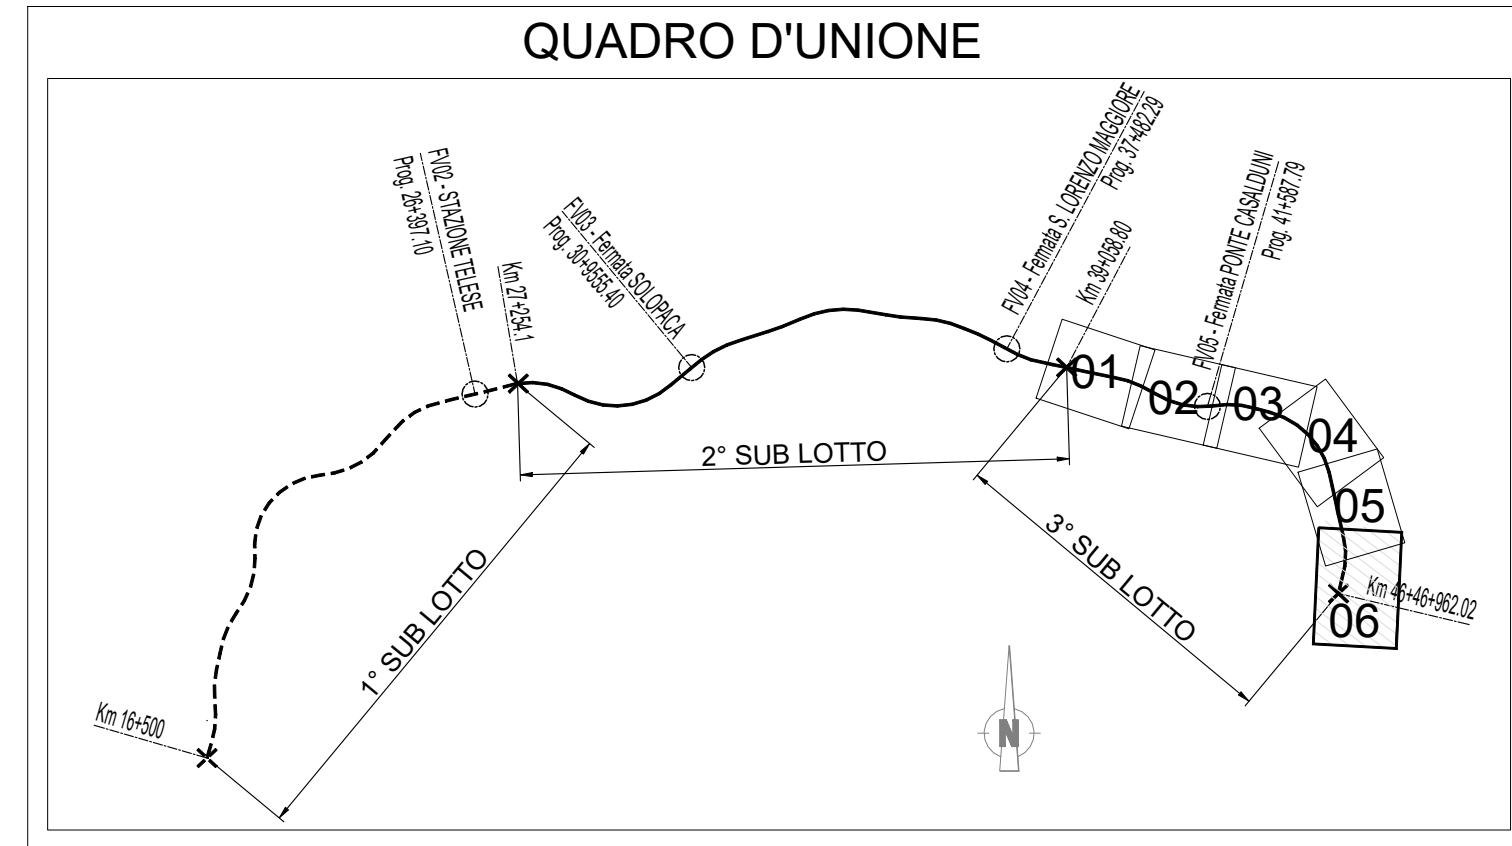 QUADRO D'UNIONE
FV02 - STAZIONE TELESE
Prog. 26+397.10
Km 27+254.1
FV03 - Fermata SOLOPACA
Prog. 30+9555.40
FV04 - Fermata S. LORENZO MAGGIORE
Prog. 37+482.29
Km 39+058.80
FV05 - Fermata PONTE CASALDUNI
Prog. 41+587.79
01
02
03
04
05
06
Km 46+46+962.02
1° SUB LOTTO
2° SUB LOTTO
3° SUB LOTTO
Km 16+500
N